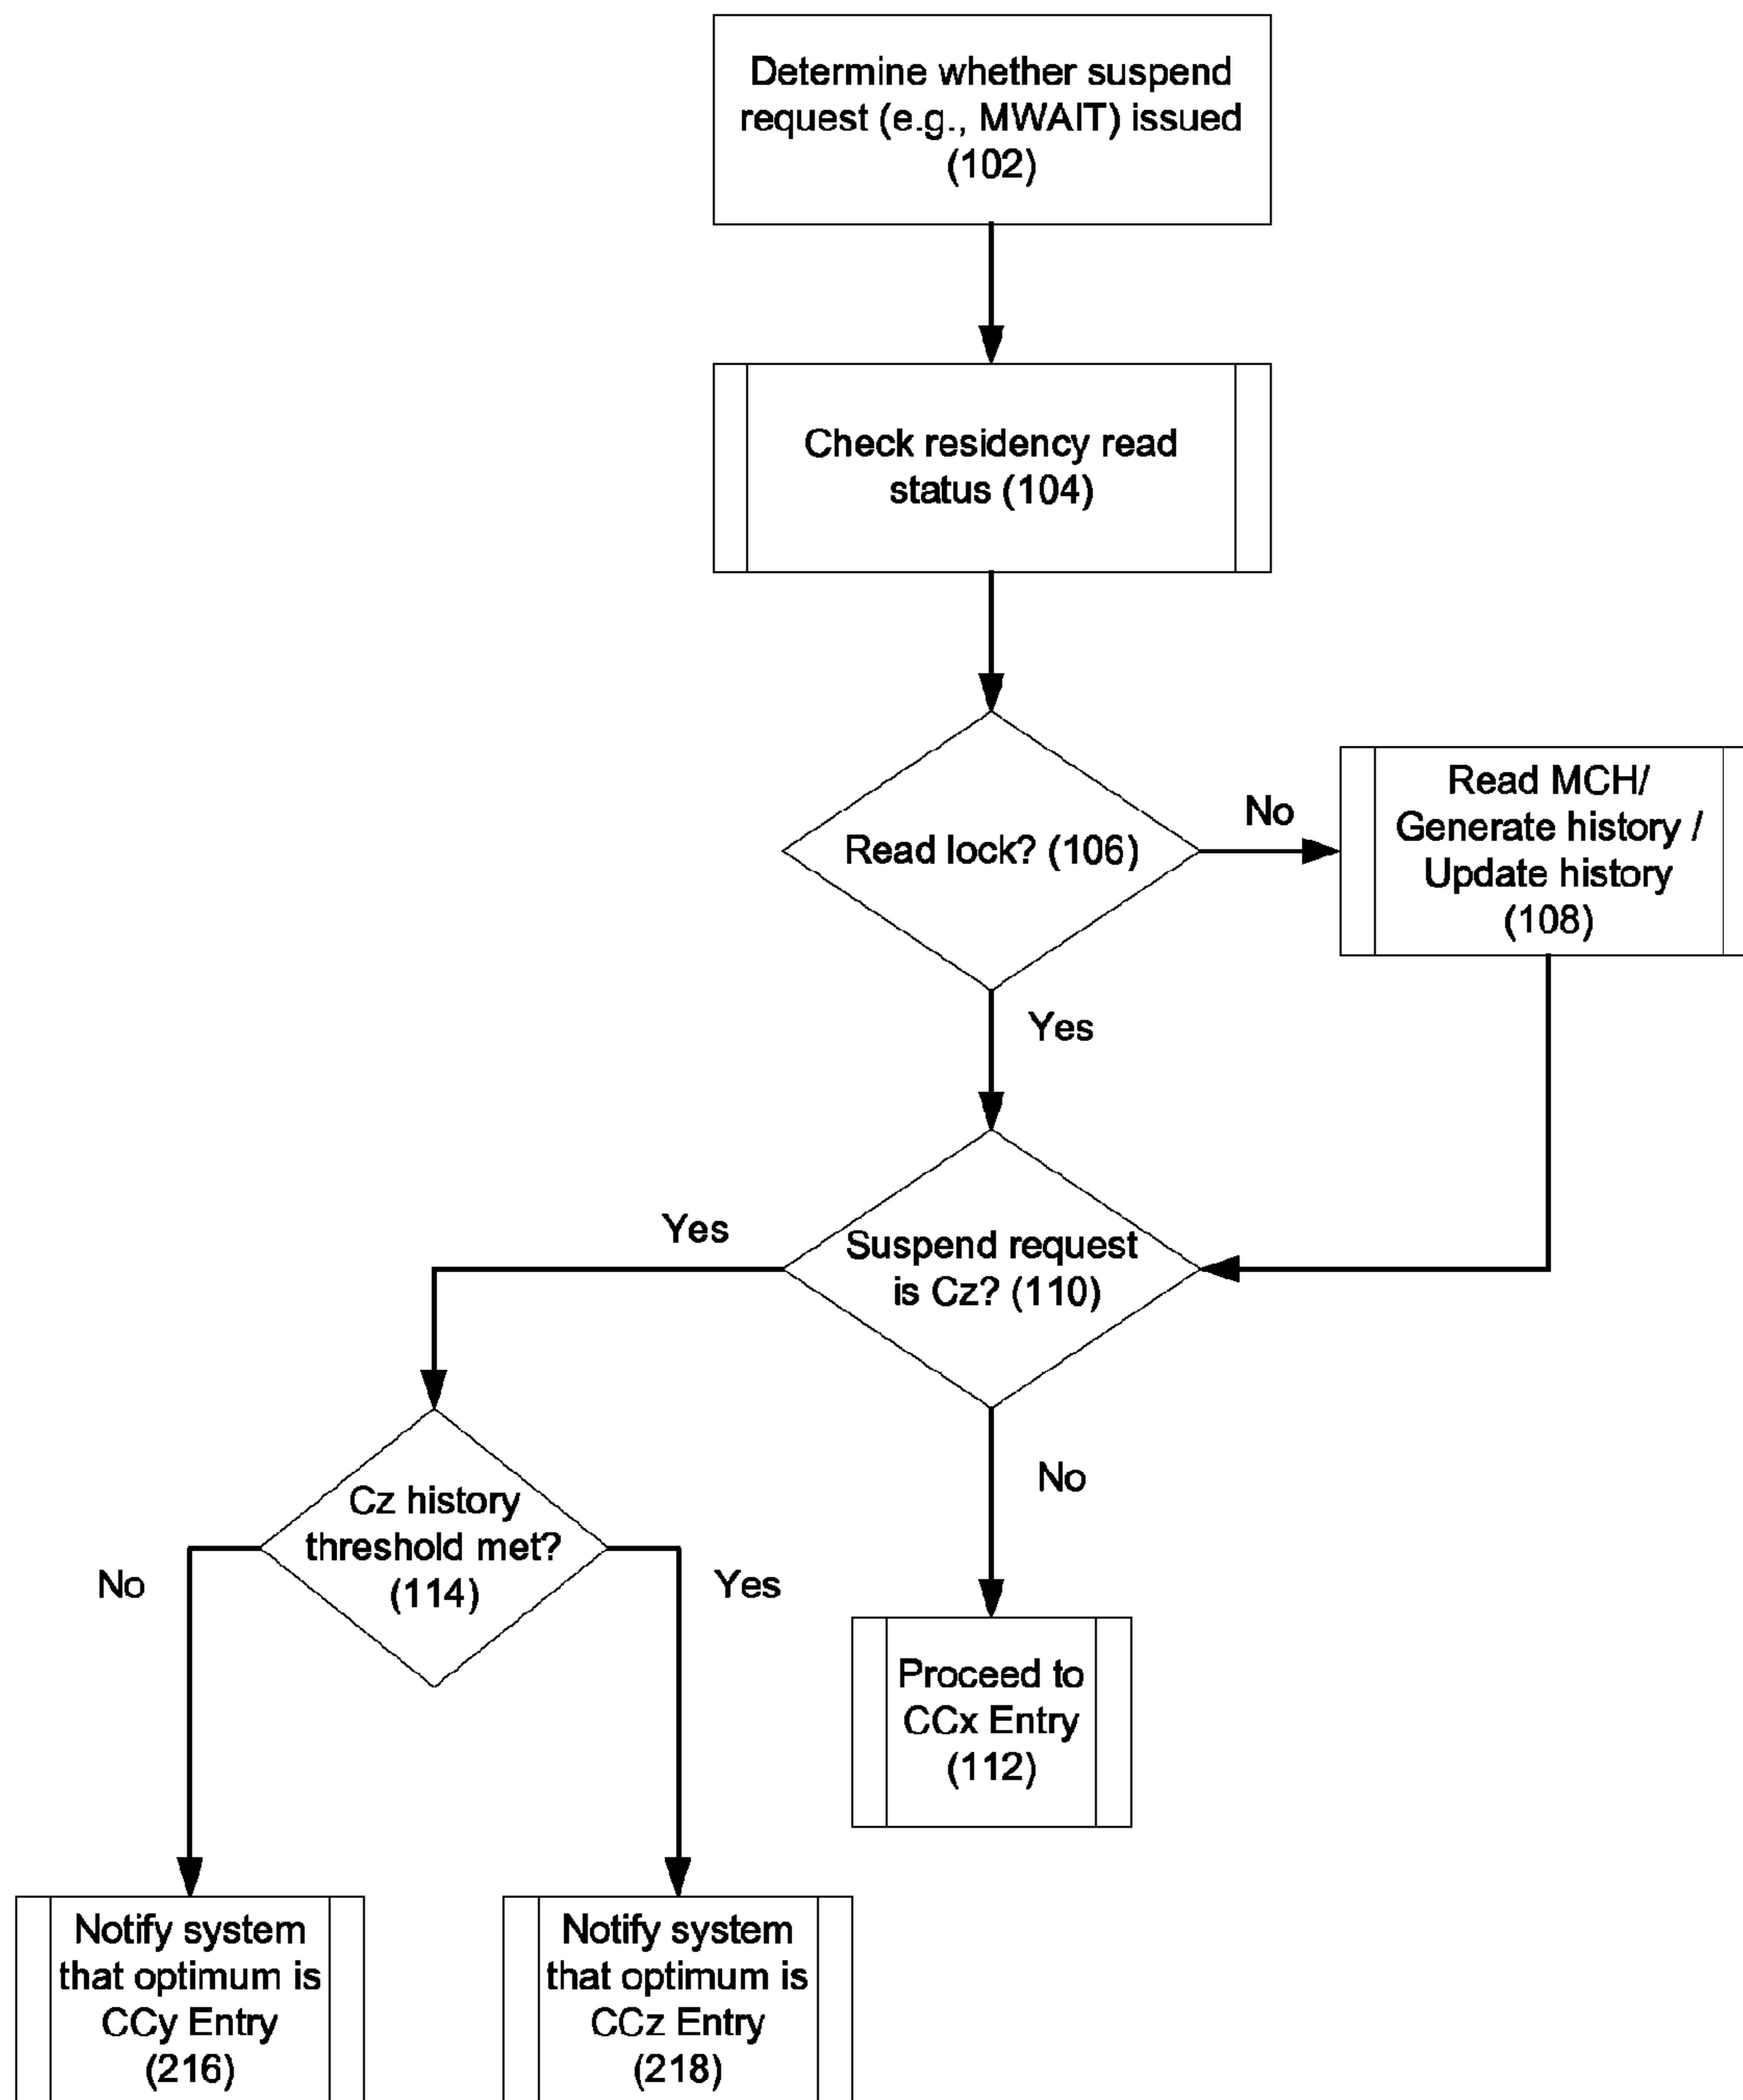 Determine whether suspend
request (e.g., MWAIT) issued
(102)
Check residency read
status (104)
Read lock? (106)
No
Read MCH/
Generate history /
Update history
(108)
Yes
Suspend request
is Cz? (110)
Yes
No
Cz history
threshold met?
(114)
No
Yes
Proceed to
CCx Entry
(112)
Notify system
that optimum is
CCy Entry
(216)
Notify system
that optimum is
CCz Entry
(218)